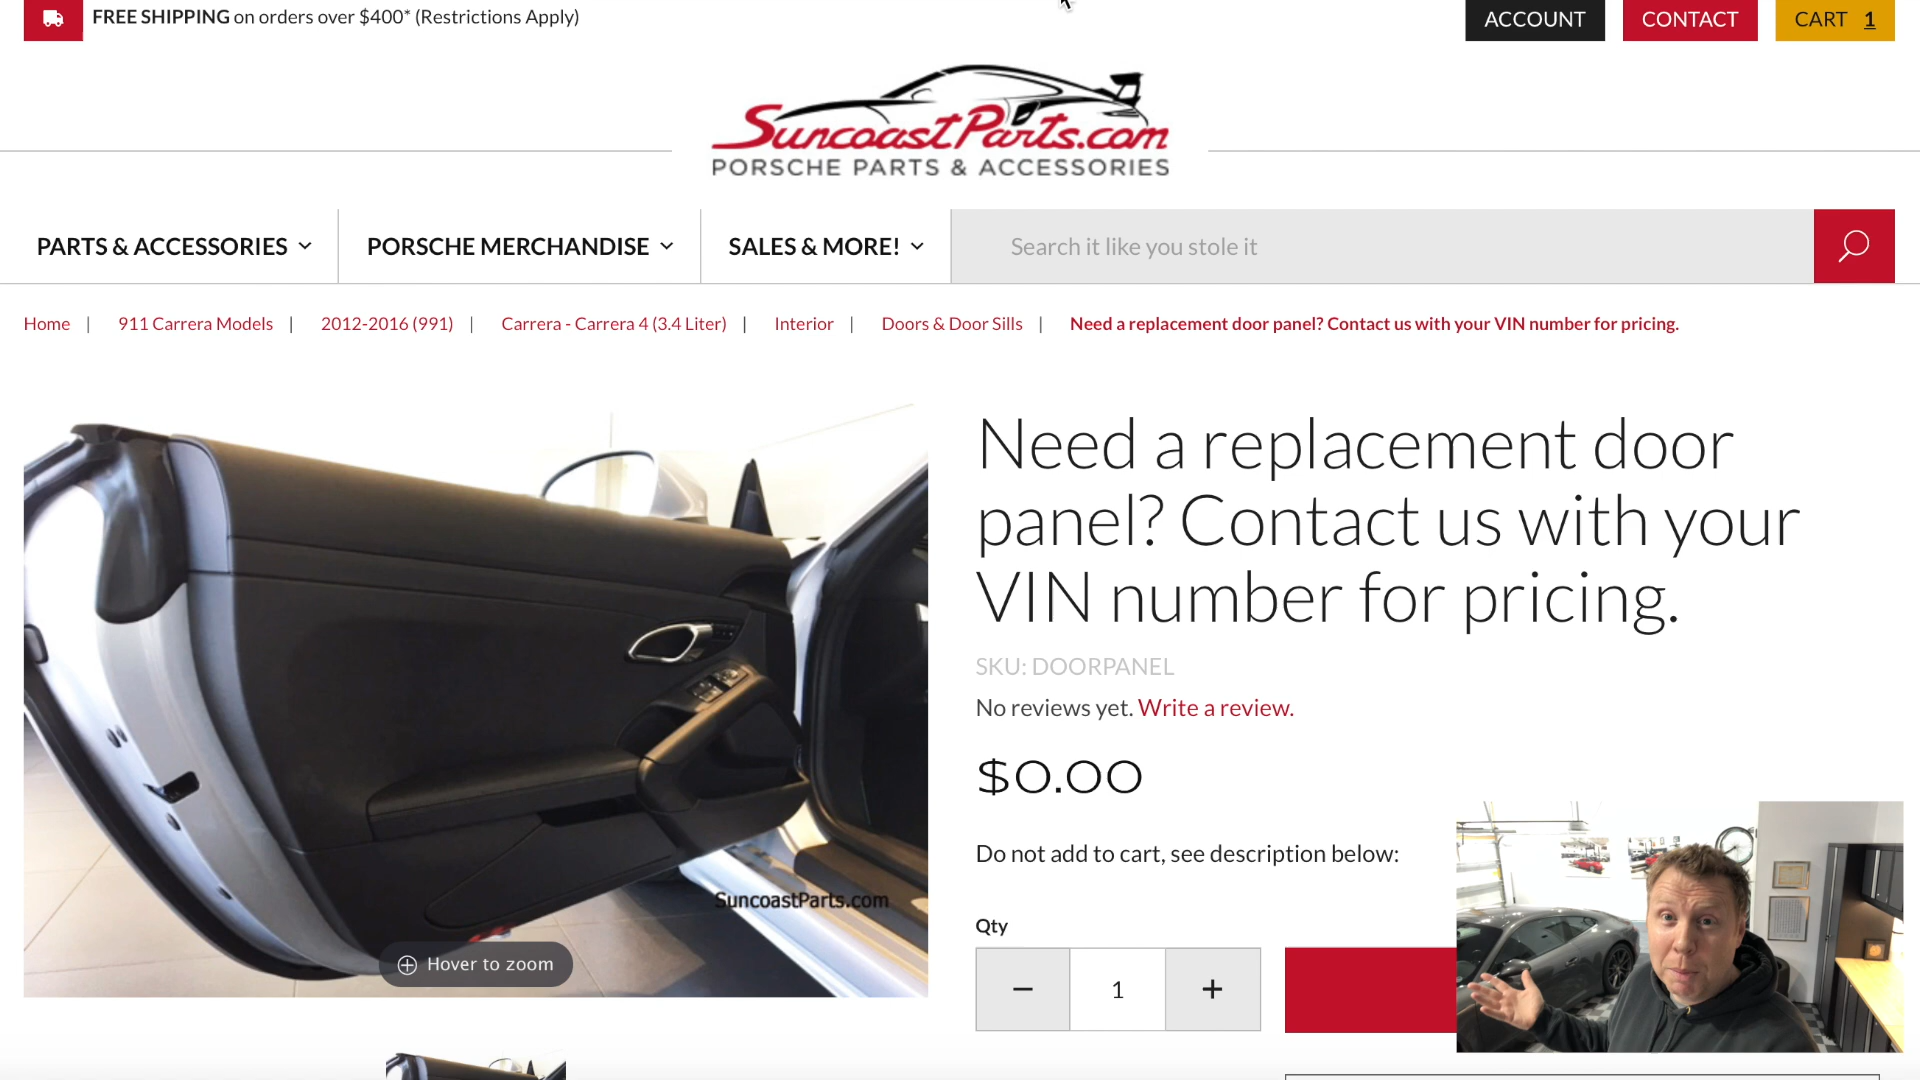 FREE SHIPPING on orders over $400* (Restrictions Apply)
ACCOUNT
CONTACT
CART 1
SuncoastParts.com
PORSCHE PARTS & ACCESSORIES
PARTS & ACCESSORIES
PORSCHE MERCHANDISE
SALES & MORE!
Search it like you stole it
Home | 911 Carrera Models | 2012-2016 (991) | Carrera - Carrera 4 (3.4 Liter) | Interior | Doors & Door Sills | Need a replacement door panel? Contact us with your VIN number for pricing.
Need a replacement door
panel? Contact us with your
VIN number for pricing.
SKU: DOORPANEL
No reviews yet. Write a review.
$0.00
Do not add to cart, see description below:
Qty
− 1 +
SuncoastParts.com
Hover to zoom